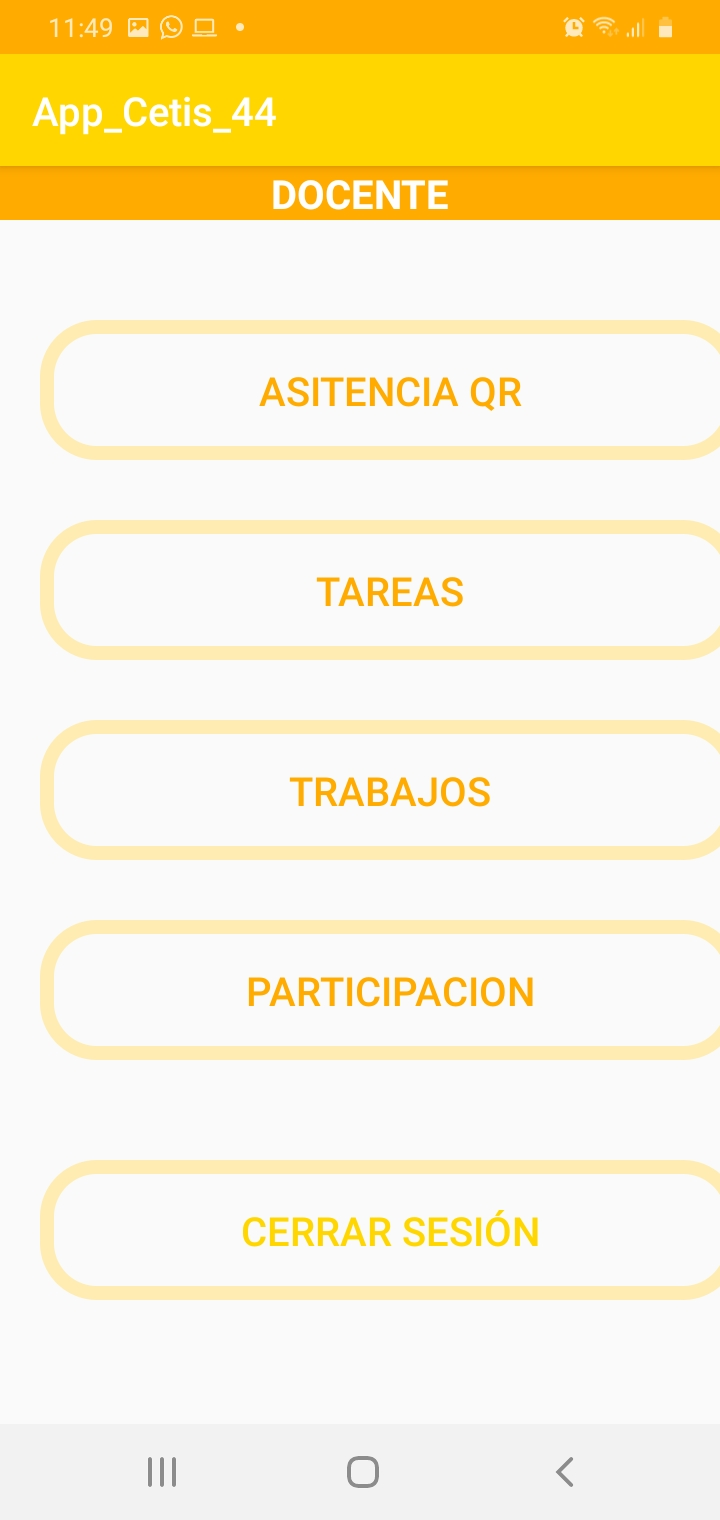 11:49
App_Cetis_44
DOCENTE
ASITENCIA QR
TAREAS
TRABAJOS
PARTICIPACION
CERRAR SESIÓN